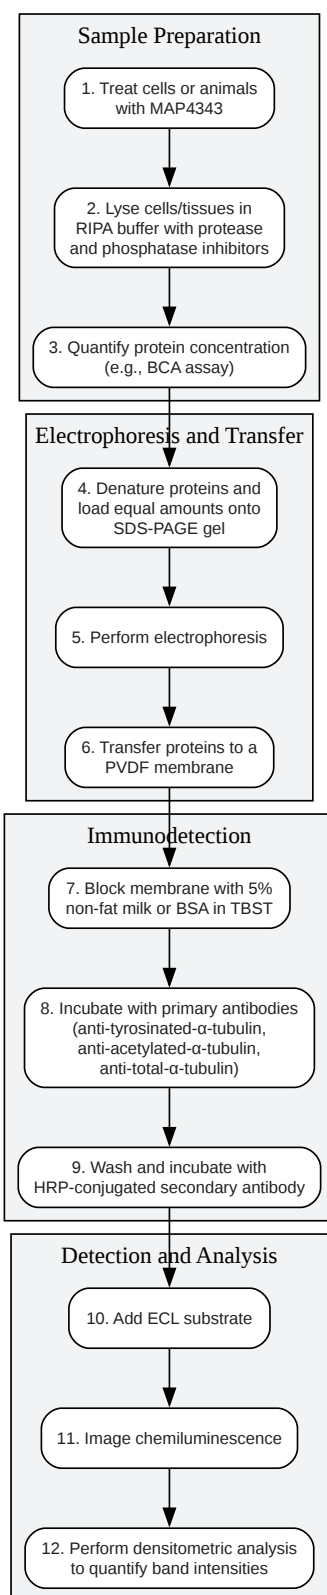 Sample Preparation
1. Treat cells or animals
with MAP4343
2. Lyse cells/tissues in
RIPA buffer with protease
and phosphatase inhibitors
3. Quantify protein concentration
(e.g., BCA assay)
Electrophoresis and Transfer
4. Denature proteins and
load equal amounts onto
SDS-PAGE gel
5. Perform electrophoresis
6. Transfer proteins to a
PVDF membrane
Immunodetection
7. Block membrane with 5%
non-fat milk or BSA in TBST
8. Incubate with primary antibodies
(anti-tyrosinated-α-tubulin,
anti-acetylated-α-tubulin,
anti-total-α-tubulin)
9. Wash and incubate with
HRP-conjugated secondary antibody
Detection and Analysis
10. Add ECL substrate
11. Image chemiluminescence
12. Perform densitometric analysis
to quantify band intensities